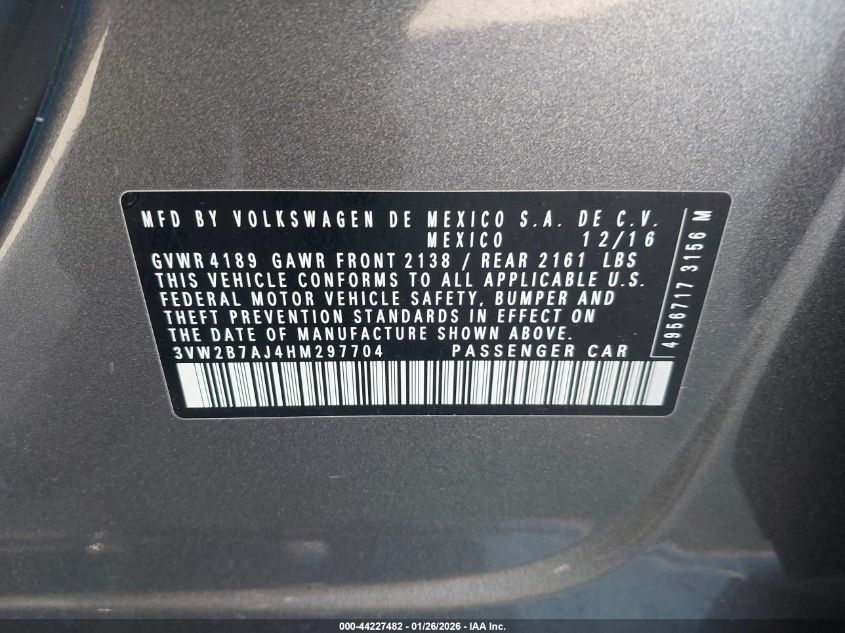 MFD BY VOLKSWAGEN DE MEXICO S.A. DE C.V.
MEXICO 12/16
GVWR 4189 GAWR FRONT 2138 / REAR 2161 LBS
THIS VEHICLE CONFORMS TO ALL APPLICABLE U.S.
FEDERAL MOTOR VEHICLE SAFETY, BUMPER AND
THEFT PREVENTION STANDARDS IN EFFECT ON
THE DATE OF MANUFACTURE SHOWN ABOVE.
3VW2B7AJ4HM297704 PASSENGER CAR
4956717 3156 M
000-44227482 - 01/26/2026 - IAA Inc.